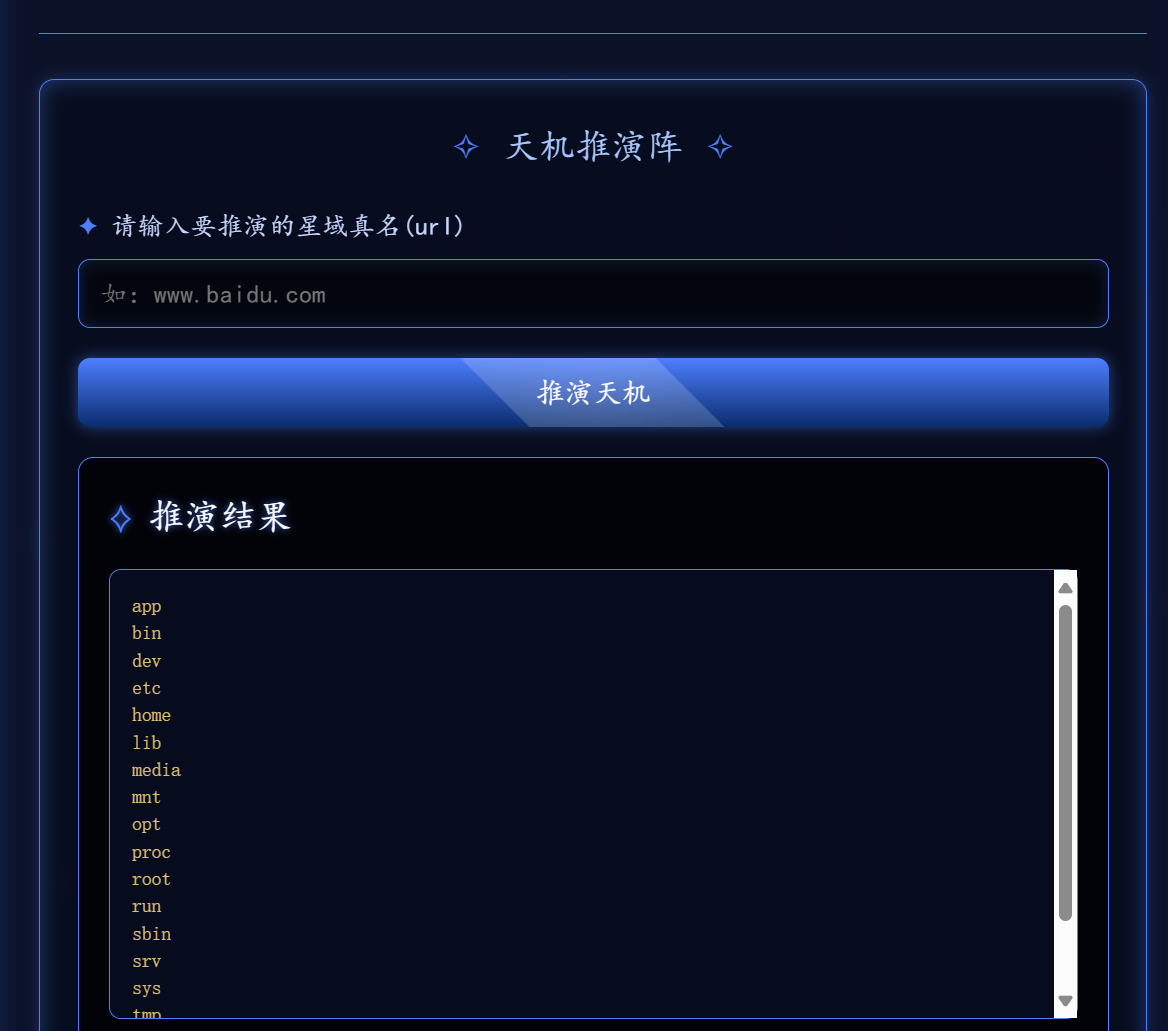 ✧ 天机推演阵 ✧
✦ 请输入要推演的星域真名(url)
如: www.baidu.com
推演天机
✧ 推演结果
app
bin
dev
etc
home
lib
media
mnt
opt
proc
root
run
sbin
srv
sys
tmp